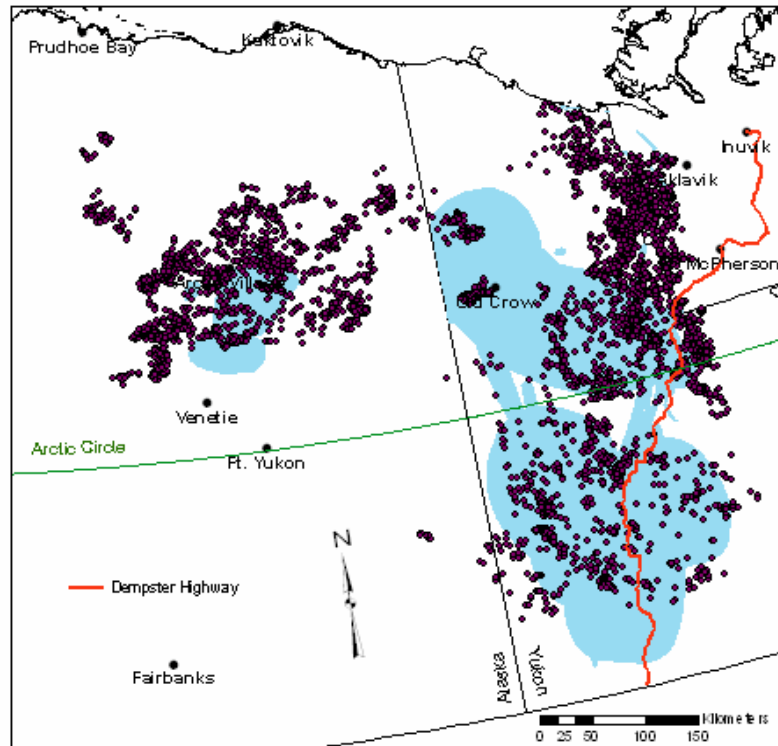 Prudhoe Bay
Kaktovik
Inuvik
Aklavik
McPherson
Old Crow
Arctic Village
Venetie
Arctic Circle
Ft. Yukon
N
Dempster Highway
Fairbanks
Alaska
Yukon
Kilometers
0 25 50 100 150